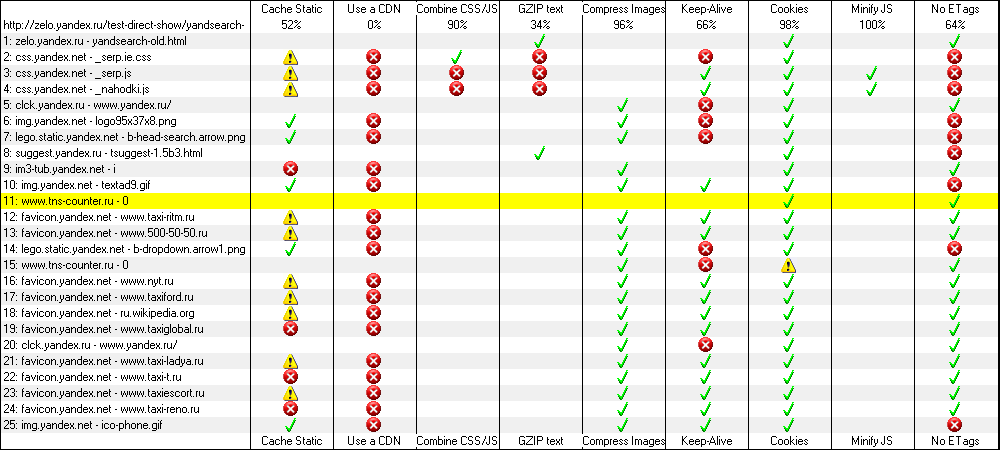 Cache Static Use a CDN Combine CSS/JS GZIP text Compress Images Keep-Alive Cookies Minify JS No ETags
http://zelo.yandex.ru/test-direct-show/yandsearch- 52% 0% 90% 34% 96% 66% 98% 100% 64%
1: zelo.yandex.ru - yandsearch-old.html
2: css.yandex.net - _serp.ie.css
3: css.yandex.net - _serp.js
4: css.yandex.net - _nahodki.js
5: clck.yandex.ru - www.yandex.ru/
6: img.yandex.net - logo95x37x8.png
7: lego.static.yandex.net - b-head-search.arrow.png
8: suggest.yandex.ru - tsuggest-1.5b3.html
9: im3-tub.yandex.net - i
10: img.yandex.net - textad9.gif
11: www.tns-counter.ru - 0
12: favicon.yandex.net - www.taxi-ritm.ru
13: favicon.yandex.net - www.500-50-50.ru
14: lego.static.yandex.net - b-dropdown.arrow1.png
15: www.tns-counter.ru - 0
16: favicon.yandex.net - www.nyt.ru
17: favicon.yandex.net - www.taxiford.ru
18: favicon.yandex.net - ru.wikipedia.org
19: favicon.yandex.net - www.taxiglobal.ru
20: clck.yandex.ru - www.yandex.ru/
21: favicon.yandex.net - www.taxi-ladya.ru
22: favicon.yandex.net - www.taxi-t.ru
23: favicon.yandex.net - www.taxiescort.ru
24: favicon.yandex.net - www.taxi-reno.ru
25: img.yandex.net - ico-phone.gif
Cache Static Use a CDN Combine CSS/JS GZIP text Compress Images Keep-Alive Cookies Minify JS No ETags